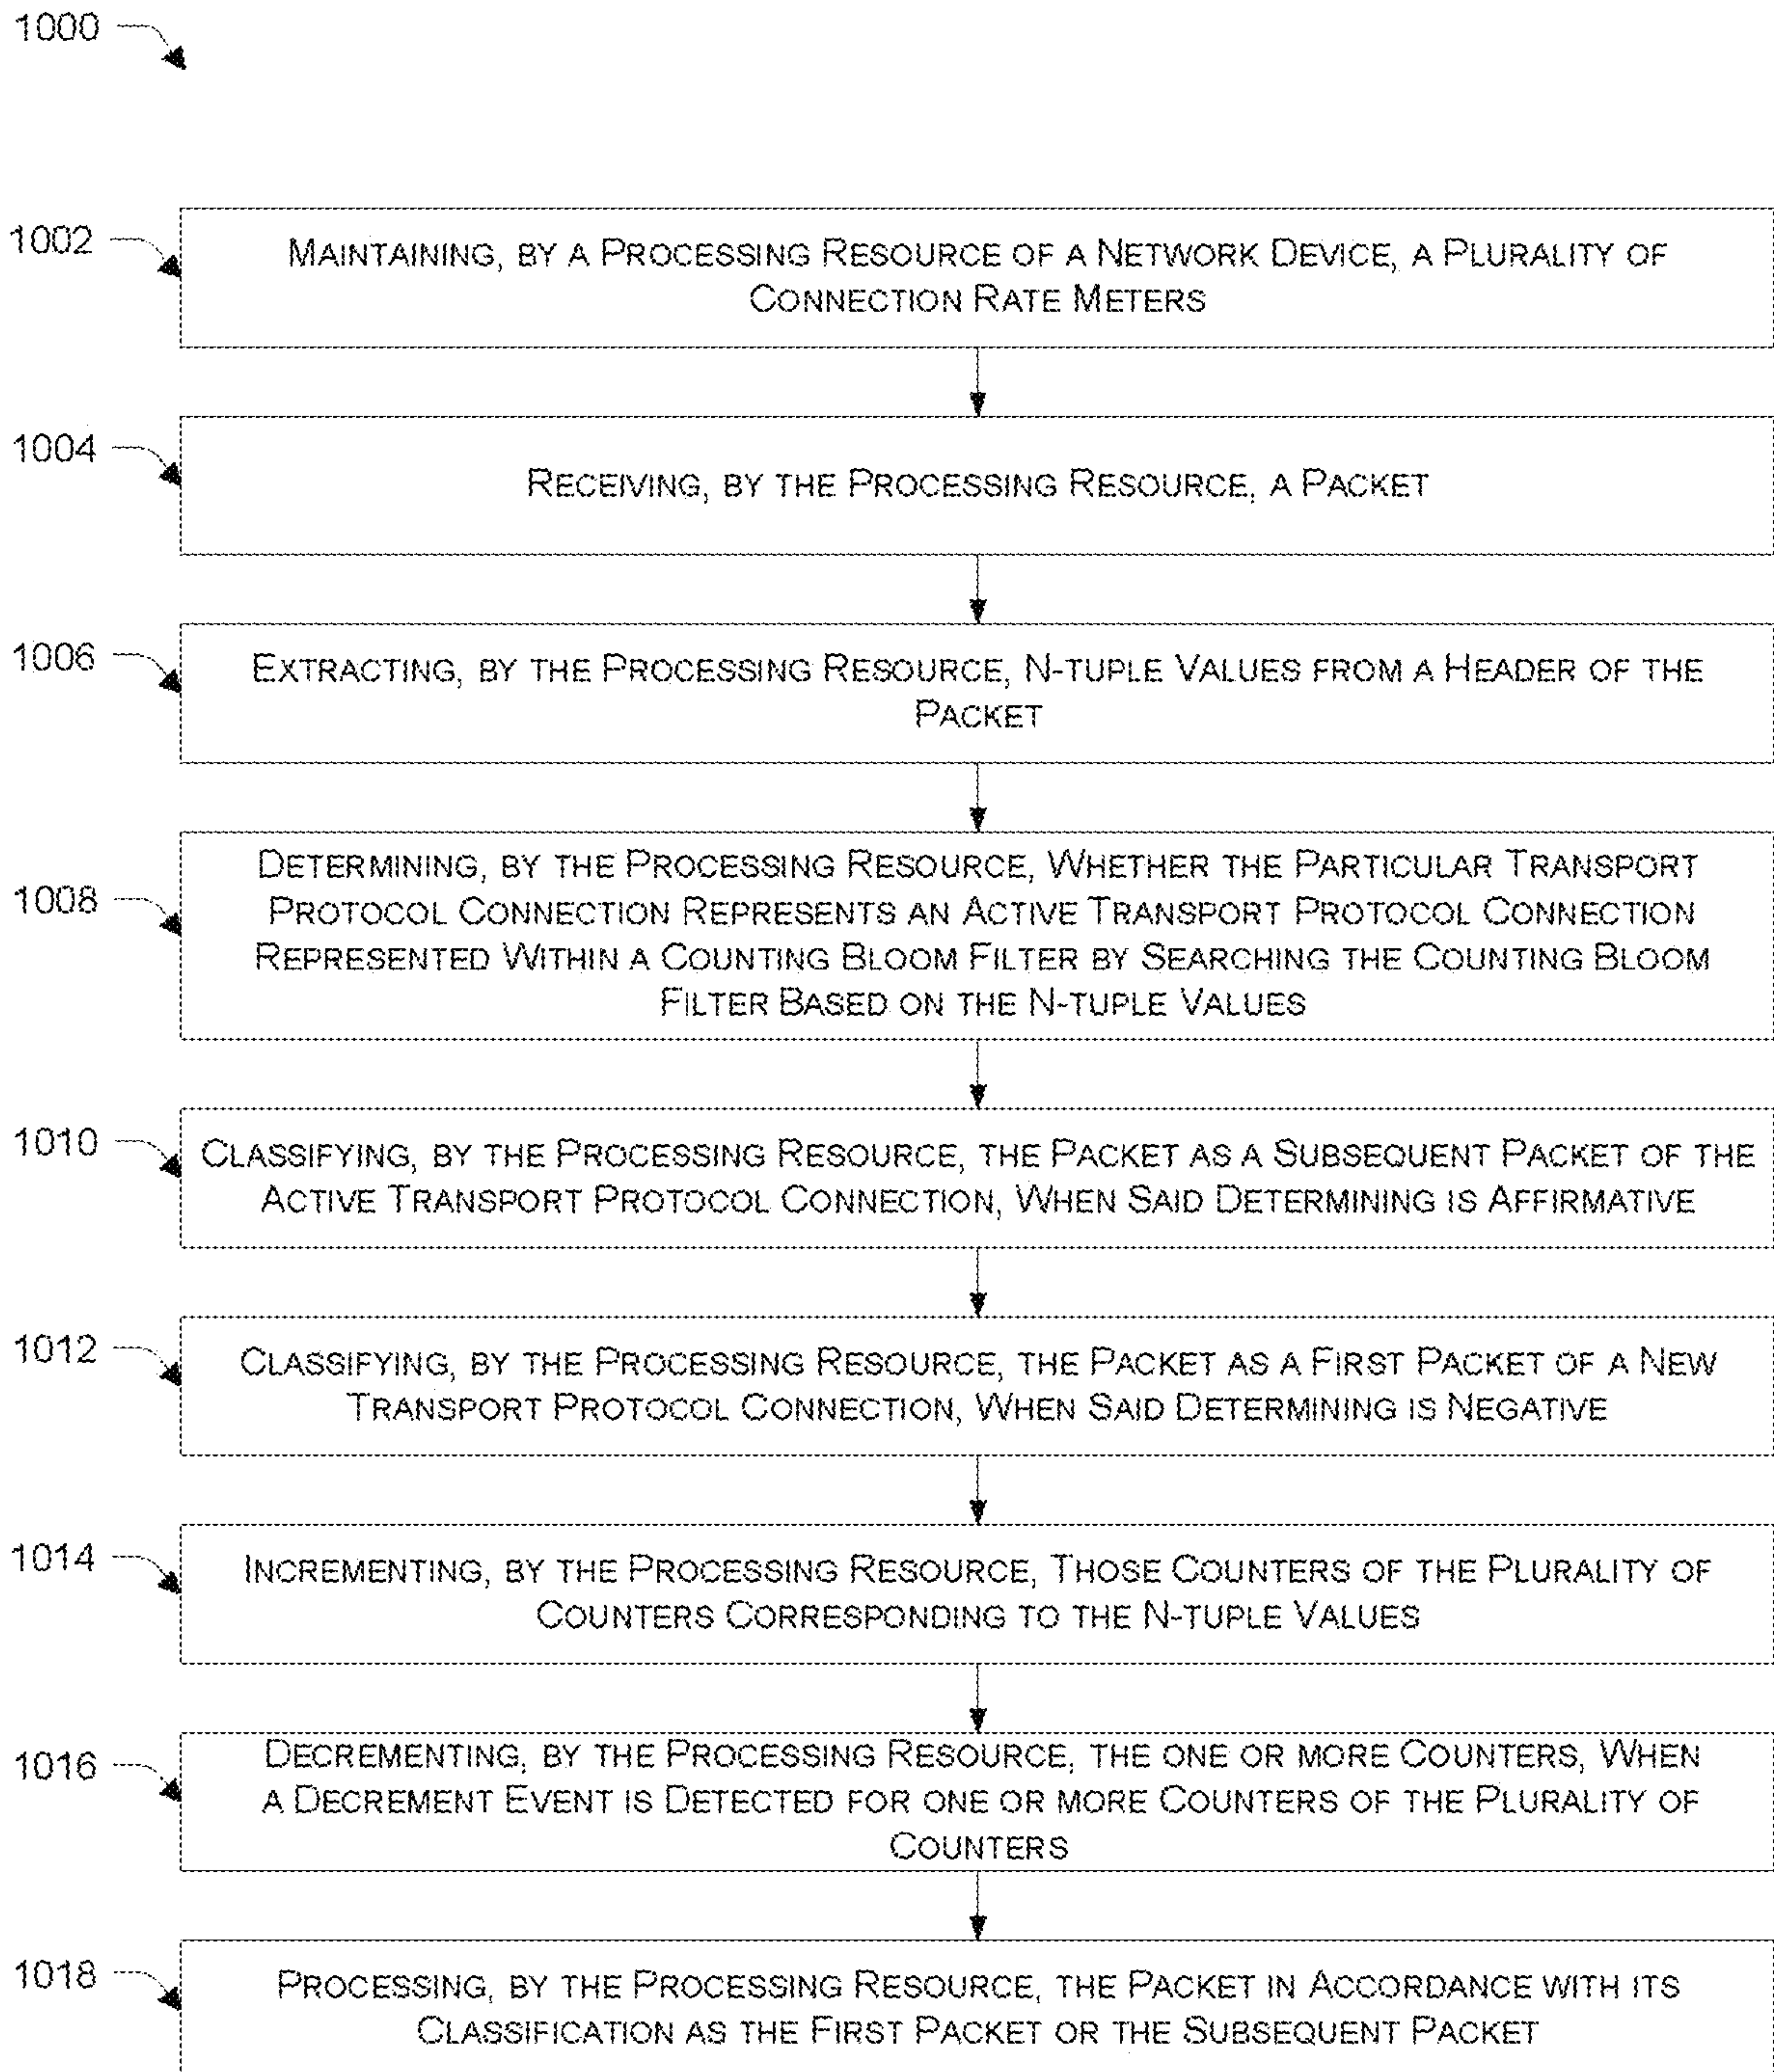 1000
1002
MAINTAINING, BY A PROCESSING RESOURCE OF A NETWORK DEVICE, A PLURALITY OF
CONNECTION RATE METERS
1004
RECEIVING, BY THE PROCESSING RESOURCE, A PACKET
1006
EXTRACTING, BY THE PROCESSING RESOURCE, N-TUPLE VALUES FROM A HEADER OF THE
PACKET
1008
DETERMINING, BY THE PROCESSING RESOURCE, WHETHER THE PARTICULAR TRANSPORT
PROTOCOL CONNECTION REPRESENTS AN ACTIVE TRANSPORT PROTOCOL CONNECTION
REPRESENTED WITHIN A COUNTING BLOOM FILTER BY SEARCHING THE COUNTING BLOOM
FILTER BASED ON THE N-TUPLE VALUES
1010
CLASSIFYING, BY THE PROCESSING RESOURCE, THE PACKET AS A SUBSEQUENT PACKET OF THE
ACTIVE TRANSPORT PROTOCOL CONNECTION, WHEN SAID DETERMINING IS AFFIRMATIVE
1012
CLASSIFYING, BY THE PROCESSING RESOURCE, THE PACKET AS A FIRST PACKET OF A NEW
TRANSPORT PROTOCOL CONNECTION, WHEN SAID DETERMINING IS NEGATIVE
1014
INCREMENTING, BY THE PROCESSING RESOURCE, THOSE COUNTERS OF THE PLURALITY OF
COUNTERS CORRESPONDING TO THE N-TUPLE VALUES
1016
DECREMENTING, BY THE PROCESSING RESOURCE, THE ONE OR MORE COUNTERS, WHEN
A DECREMENT EVENT IS DETECTED FOR ONE OR MORE COUNTERS OF THE PLURALITY OF
COUNTERS
1018
PROCESSING, BY THE PROCESSING RESOURCE, THE PACKET IN ACCORDANCE WITH ITS
CLASSIFICATION AS THE FIRST PACKET OR THE SUBSEQUENT PACKET